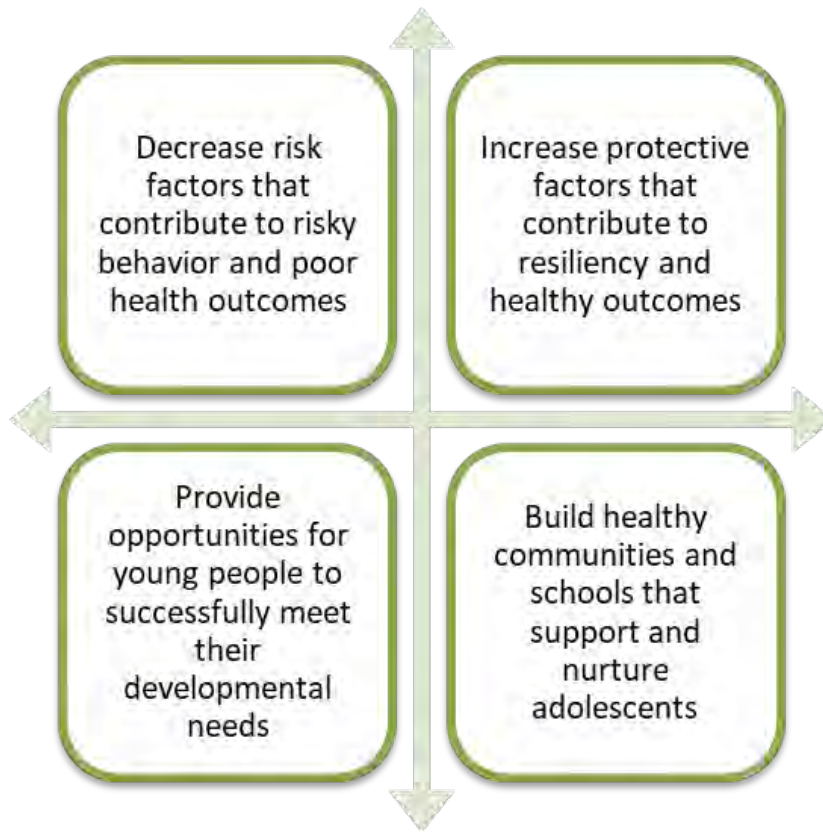 Decrease risk
factors that
contribute to risky
behavior and poor
health outcomes
Increase protective
factors that
contribute to
resiliency and
healthy outcomes
Provide
opportunities for
young people to
successfully meet
their
developmental
needs
Build healthy
communities and
schools that
support and
nurture
adolescents